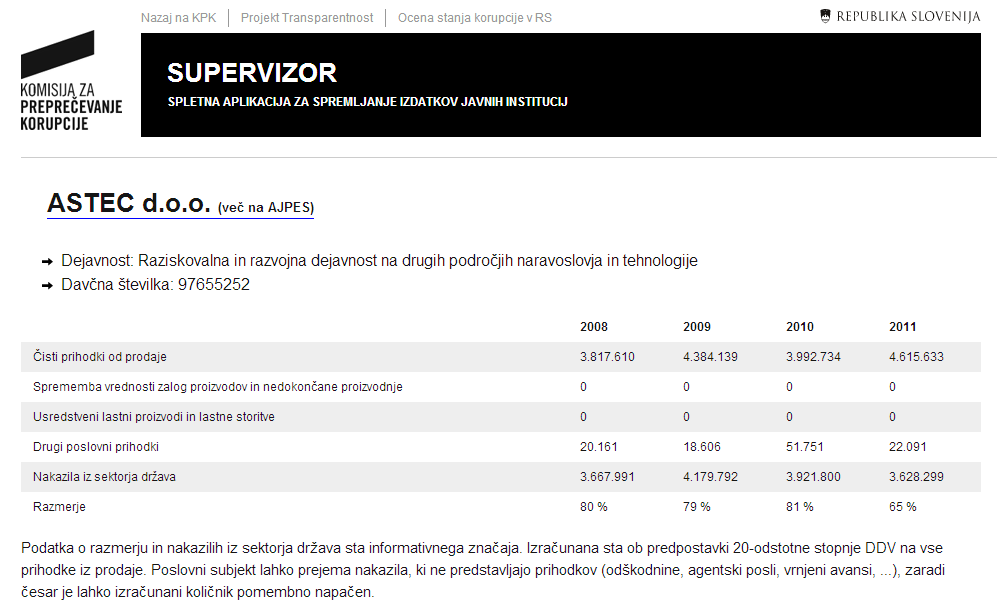 Nazaj na KPK Projekt Transparentnost Ocena stanja korupcije v RS
REPUBLIKA SLOVENIJA
KOMISIJA ZA
PREPREČEVANJE
KORUPCIJE
SUPERVIZOR
SPLETNA APLIKACIJA ZA SPREMLJANJE IZDATKOV JAVNIH INSTITUCIJ
ASTEC d.o.o. (več na AJPES)
Dejavnost: Raziskovalna in razvojna dejavnost na drugih področjih naravoslovja in tehnologije
Davčna številka: 97655252
2008 2009 2010 2011
Čisti prihodki od prodaje 3.817.610 4.384.139 3.992.734 4.615.633
Sprememba vrednosti zalog proizvodov in nedokončane proizvodnje 0 0 0 0
Usredstveni lastni proizvodi in lastne storitve 0 0 0 0
Drugi poslovni prihodki 20.161 18.606 51.751 22.091
Nakazila iz sektorja država 3.667.991 4.179.792 3.921.800 3.628.299
Razmerje 80 % 79 % 81 % 65 %
Podatka o razmerju in nakazilih iz sektorja država sta informativnega značaja. Izračunana sta ob predpostavki 20-odstotne stopnje DDV na vse
prihodke iz prodaje. Poslovni subjekt lahko prejema nakazila, ki ne predstavljajo prihodkov (odškodnine, agentski posli, vrnjeni avansi, ...), zaradi
česar je lahko izračunani količnik pomembno napačen.